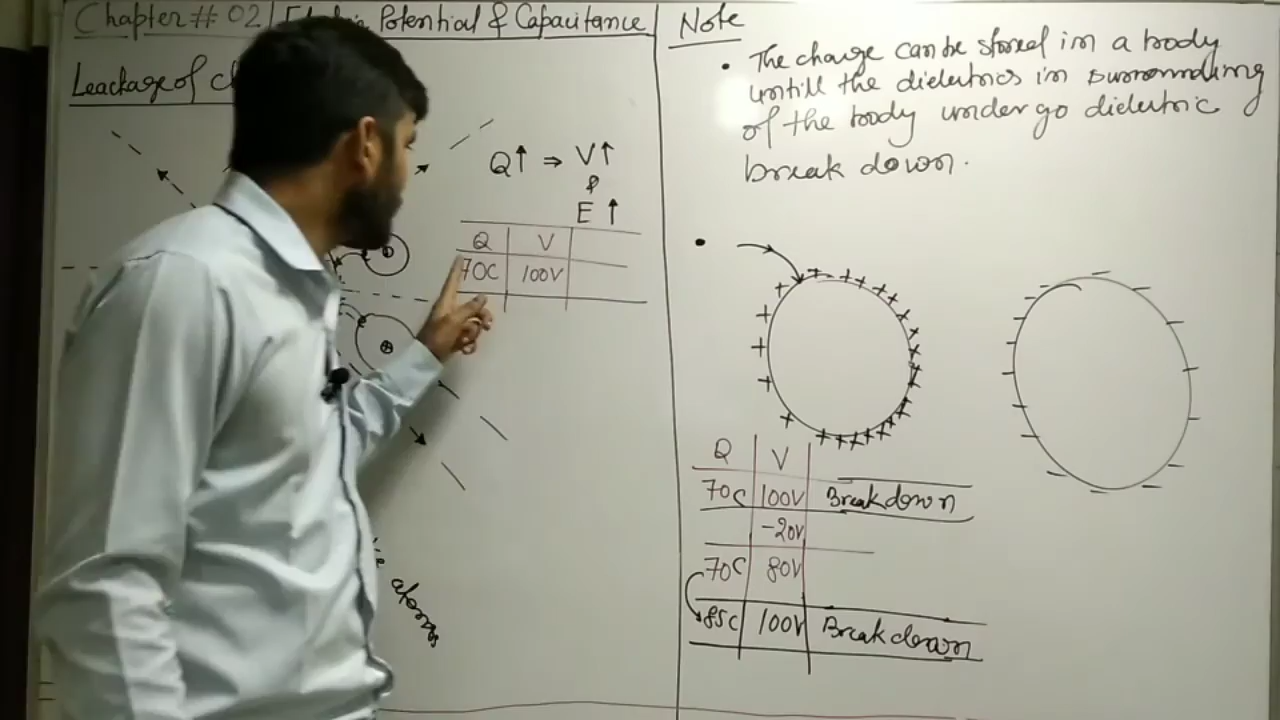 Chapter # 02 Potential & Capacitance
Leackage of
Q↑ ⇒ V↑
&
E ↑
Q V
70C 100V
Note
• The charge can be stored in a body
untill the dielectrics in surrounding
of the body undergo dielectric
break down.
Q V
70C 100V Breakdown
-20V
70C 80V
85C 100V Breakdown